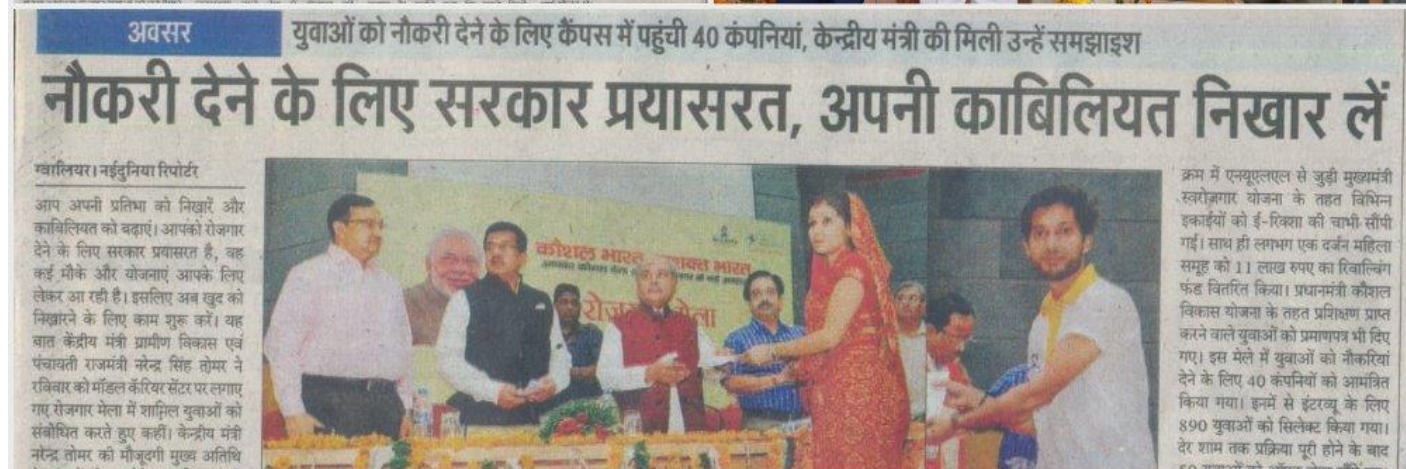 अवसर
युवाओं को नौकरी देने के लिए कैंपस में पहुंची 40 कंपनियां, केन्द्रीय मंत्री की मिली उन्हें समझाइश
नौकरी देने के लिए सरकार प्रयासरत, अपनी काबिलियत निखार लें
ग्वालियर। नईदुनिया रिपोर्टर
आप अपनी प्रतिभा को निखारें और
काबिलियत को बढ़ाएं। आपको रोजगार
देने के लिए सरकार प्रयासरत है, वह
कई मौके और योजनाएं आपके लिए
लेकर आ रही है। इसलिए अब खुद को
निखारने के लिए काम शुरू करें। यह
बात केंद्रीय मंत्री ग्रामीण विकास एवं
पंचायती राजमंत्री नरेन्द्र सिंह तोमर ने
रविवार को मॉडल कॅरियर सेंटर पर लगाए
गए रोजगार मेला में शामिल युवाओं को
संबोधित करते हुए कहीं। केन्द्रीय मंत्री
नरेन्द्र तोमर की मौजूदगी मुख्य अतिथि
कौशल भारत
भारत
क्रम में एनयूएलएल से जुड़ी मुख्यमंत्री
स्वरोज़गार योजना के तहत विभिन्न
इकाईयों को ई-रिक्शा की चाभी सौंपी
गई। साथ ही लगभग एक दर्जन महिला
समूह को 11 लाख रुपए का रिवाल्विंग
फंड वितरित किया। प्रधानमंत्री कौशल
विकास योजना के तहत प्रशिक्षण प्राप्त
करने वाले युवाओं को प्रमाणपत्र भी दिए
गए। इस मेले में युवाओं को नौकरियां
देने के लिए 40 कंपनियों को आमंत्रित
किया गया। इनमें से इंटरव्यू के लिए
890 युवाओं को सिलेक्ट किया गया।
देर शाम तक प्रक्रिया पूरी होने के बाद